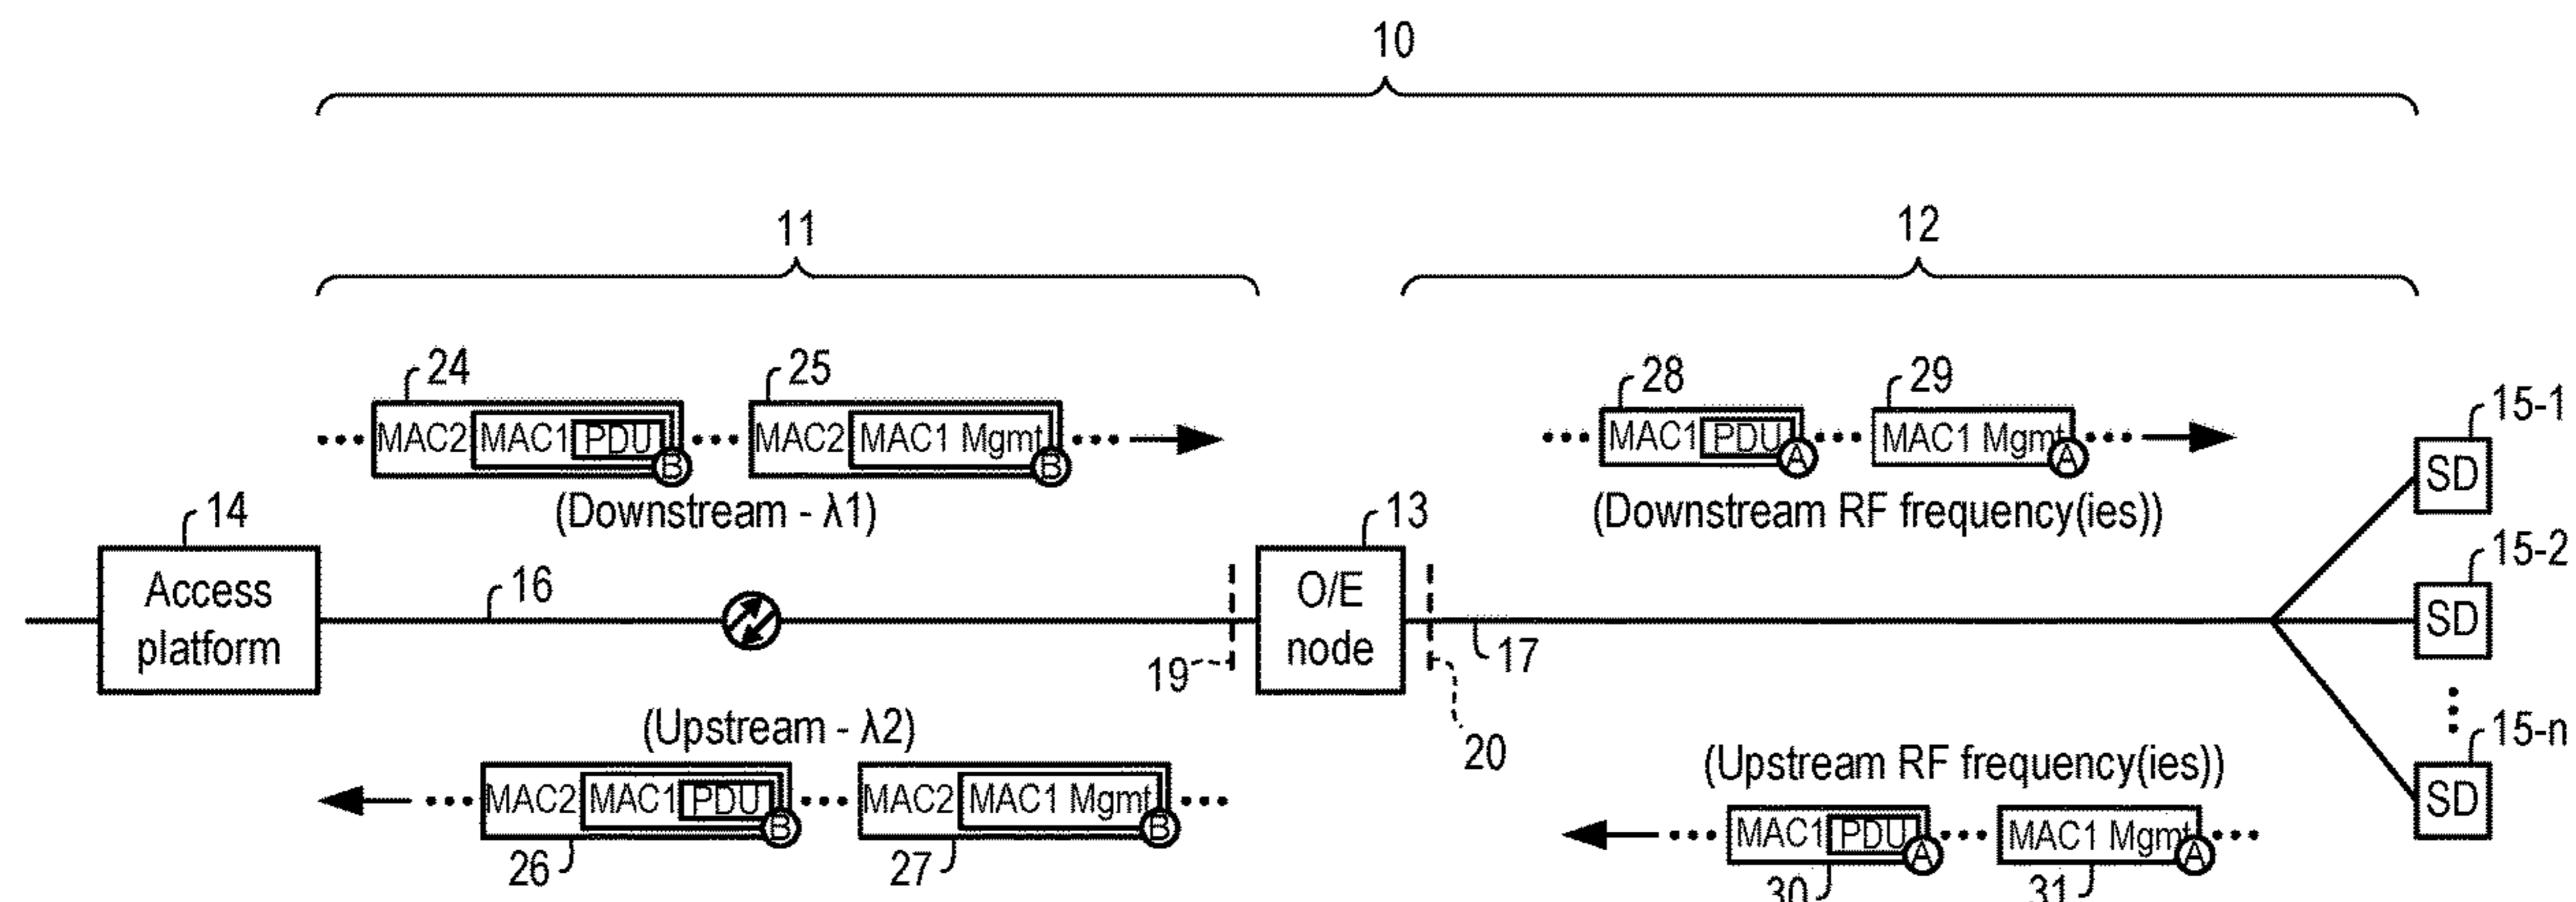 10
11
12
24
25
28
29
15-1
MAC2 MAC1 PDU B ••• MAC2 MAC1 Mgmt B
MAC1 PDU A ••• MAC1 Mgmt A
SD
(Downstream - λ1)
(Downstream RF frequency(ies))
14
13
15-2
Access
platform
16
O/E
node
SD
19
17
20
(Upstream - λ2)
(Upstream RF frequency(ies))
15-n
MAC2 MAC1 PDU B ••• MAC2 MAC1 Mgmt B
MAC1 PDU A ••• MAC1 Mgmt A
SD
26
27
30
31